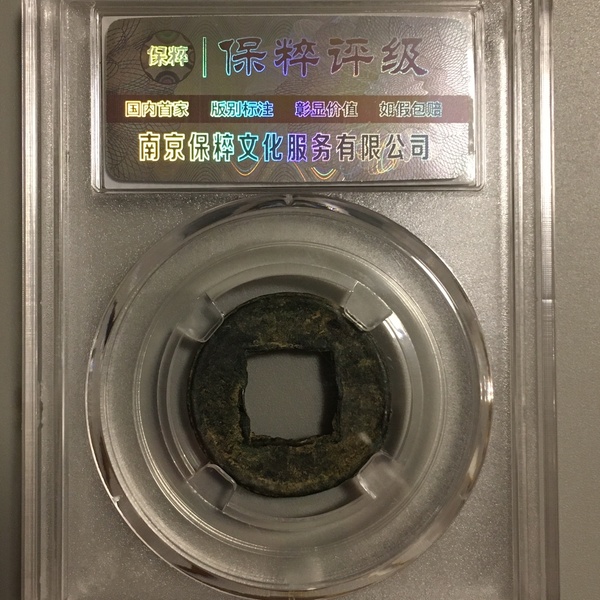 保粹 保粹评级
国内首家 版别标注 彰显价值 如假包赔
南京保粹文化服务有限公司